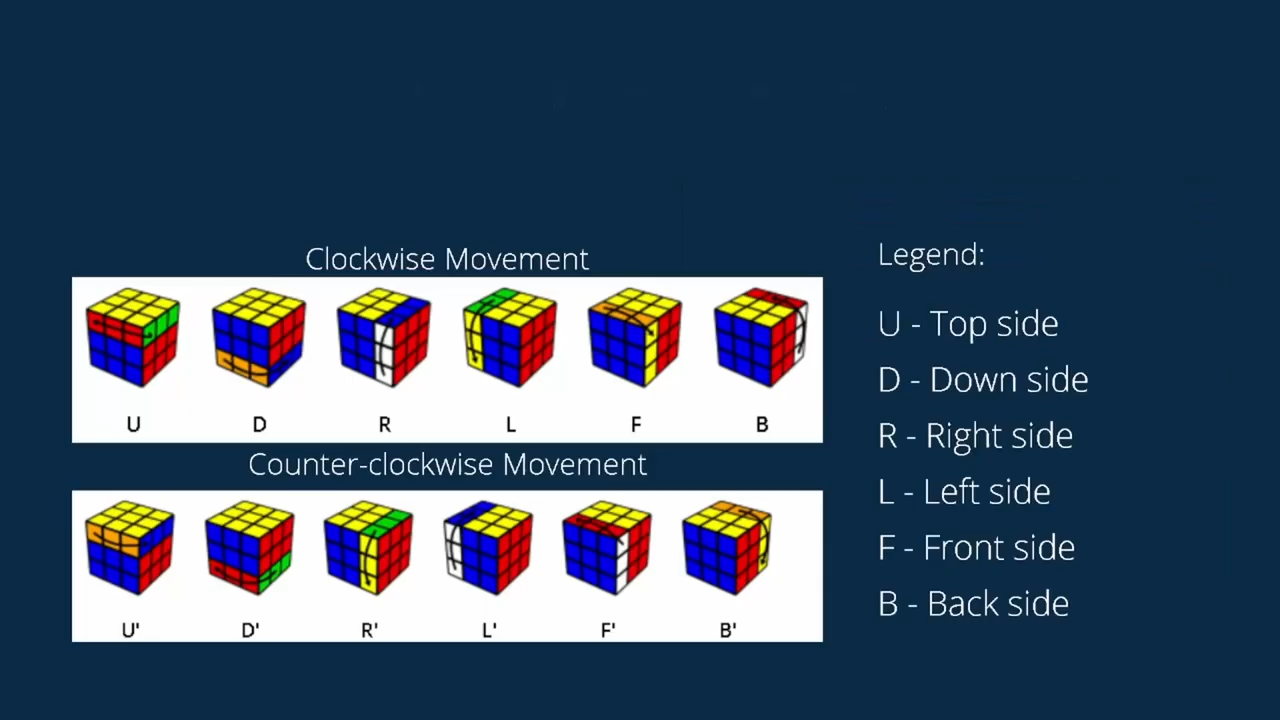 Clockwise Movement
U D R L F B
Counter-clockwise Movement
U' D' R' L' F' B'
Legend:
U - Top side
D - Down side
R - Right side
L - Left side
F - Front side
B - Back side